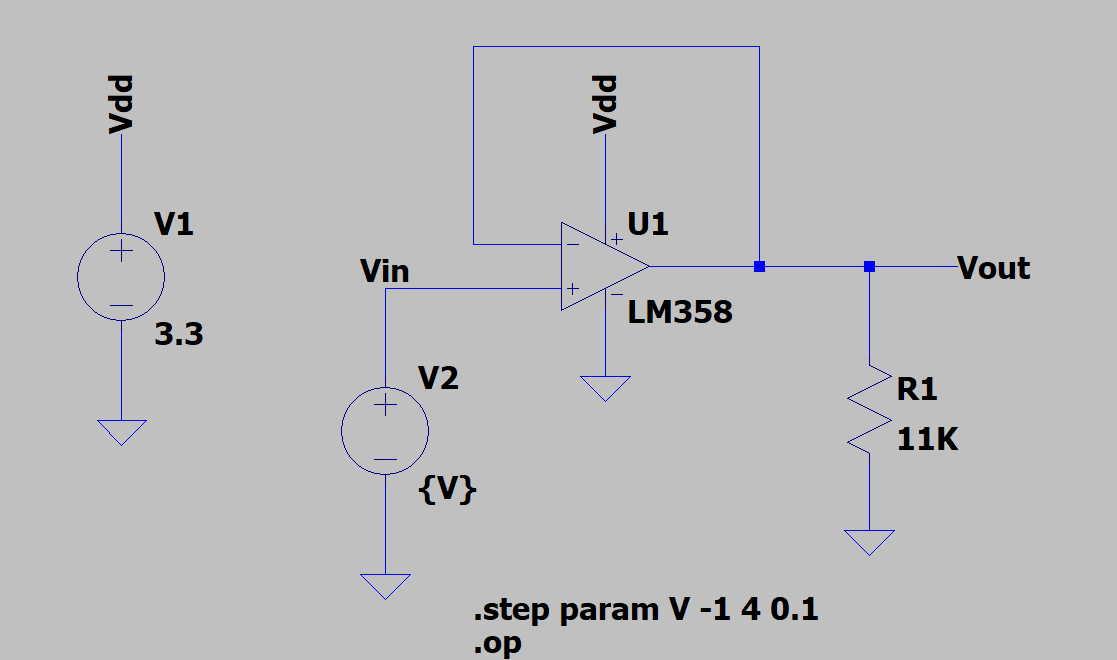 Vdd
V1
3.3
Vin
V2
{V}
Vdd
U1
LM358
Vout
R1
11K
.step param V -1 4 0.1
.op